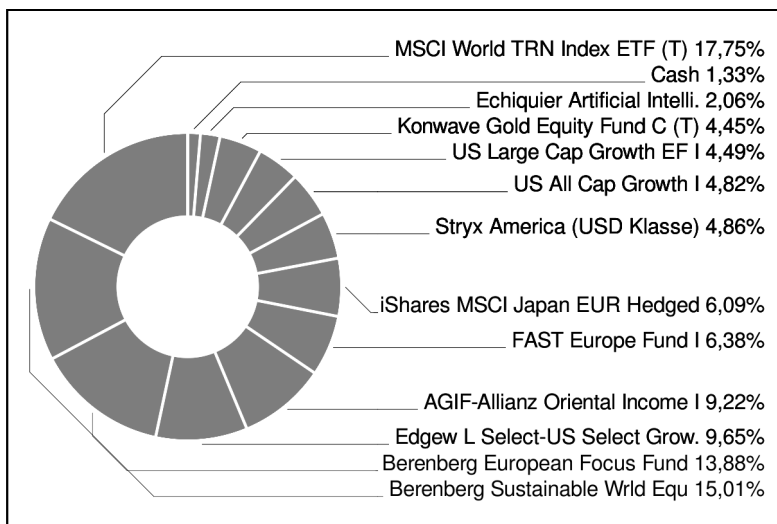 MSCI World TRN Index ETF (T) 17,75%
Cash 1,33%
Echiquier Artificial Intelli. 2,06%
Konwave Gold Equity Fund C (T) 4,45%
US Large Cap Growth EF I 4,49%
US All Cap Growth I 4,82%
Stryx America (USD Klasse) 4,86%
iShares MSCI Japan EUR Hedged 6,09%
FAST Europe Fund I 6,38%
AGIF-Allianz Oriental Income I 9,22%
Edgew L Select-US Select Grow. 9,65%
Berenberg European Focus Fund 13,88%
Berenberg Sustainable Wrld Equ 15,01%